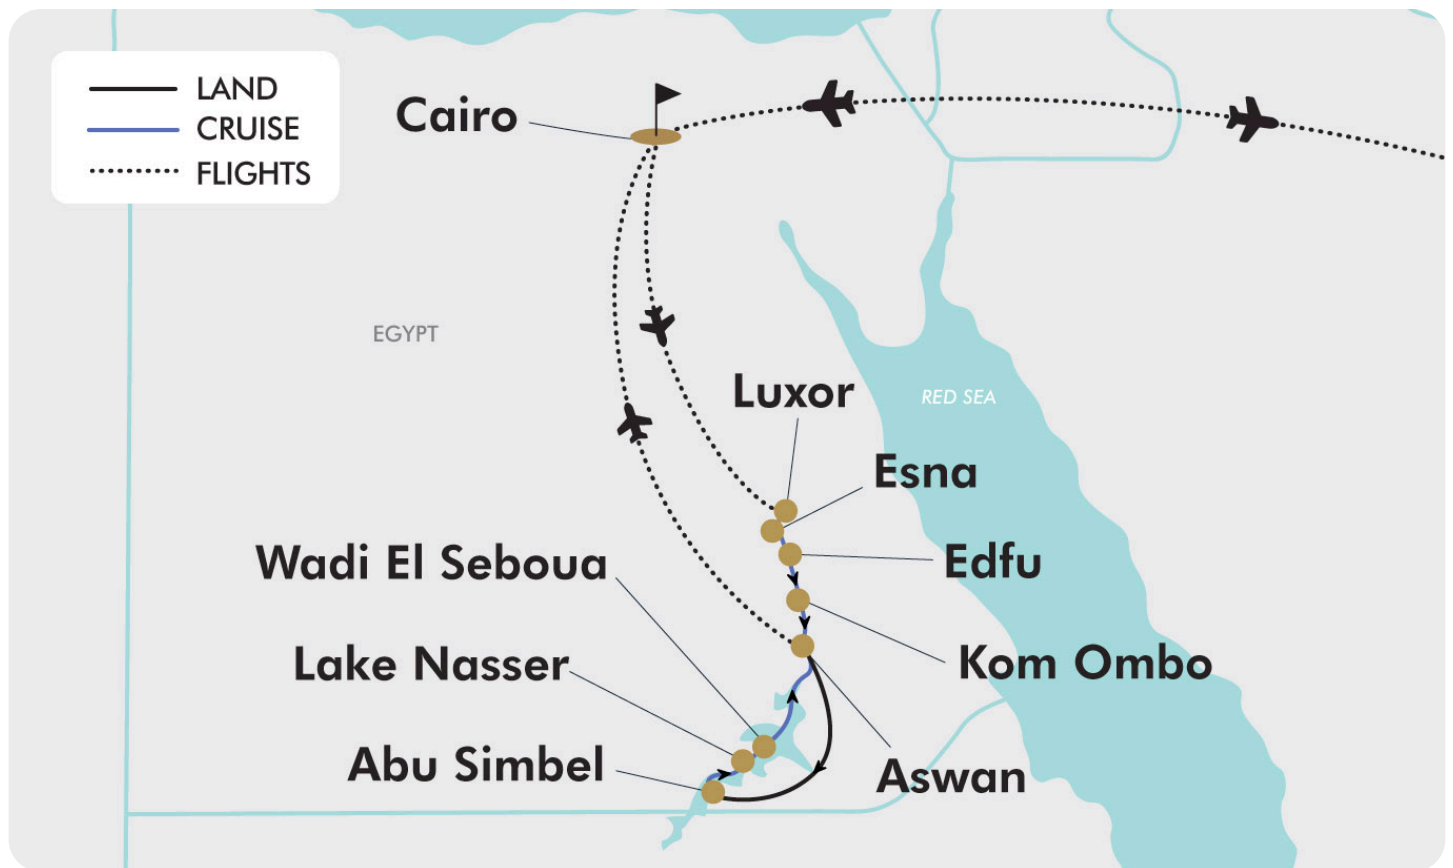 LAND
CRUISE
FLIGHTS
Cairo
EGYPT
Luxor
RED SEA
Esna
Wadi El Seboua
Edfu
Lake Nasser
Kom Ombo
Abu Simbel
Aswan